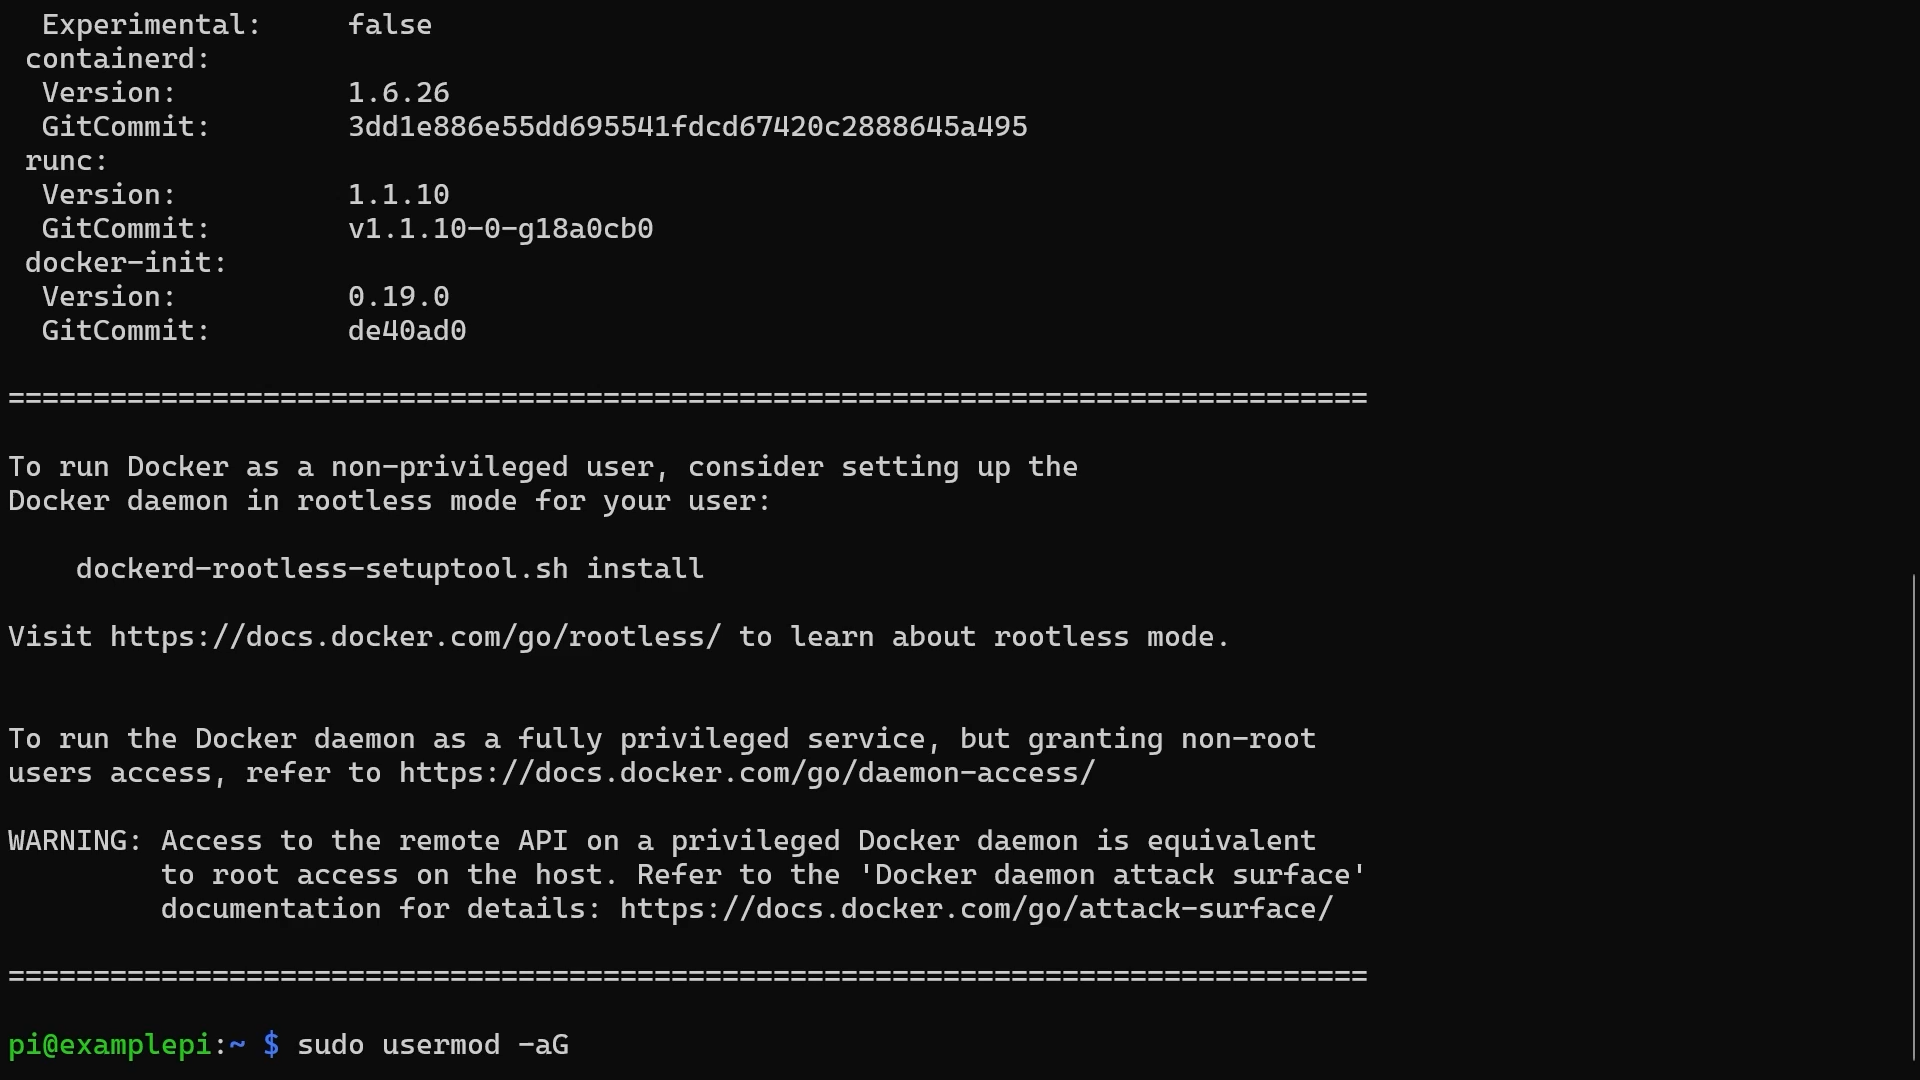 Experimental: false
containerd:
Version: 1.6.26
GitCommit: 3dd1e886e55dd695541fdcd67420c2888645a495
runc:
Version: 1.1.10
GitCommit: v1.1.10-0-g18a0cb0
docker-init:
Version: 0.19.0
GitCommit: de40ad0
================================================================================
To run Docker as a non-privileged user, consider setting up the
Docker daemon in rootless mode for your user:
dockerd-rootless-setuptool.sh install
Visit https://docs.docker.com/go/rootless/ to learn about rootless mode.
To run the Docker daemon as a fully privileged service, but granting non-root
users access, refer to https://docs.docker.com/go/daemon-access/
WARNING: Access to the remote API on a privileged Docker daemon is equivalent
to root access on the host. Refer to the 'Docker daemon attack surface'
documentation for details: https://docs.docker.com/go/attack-surface/
================================================================================
pi@examplepi:~ $ sudo usermod -aG